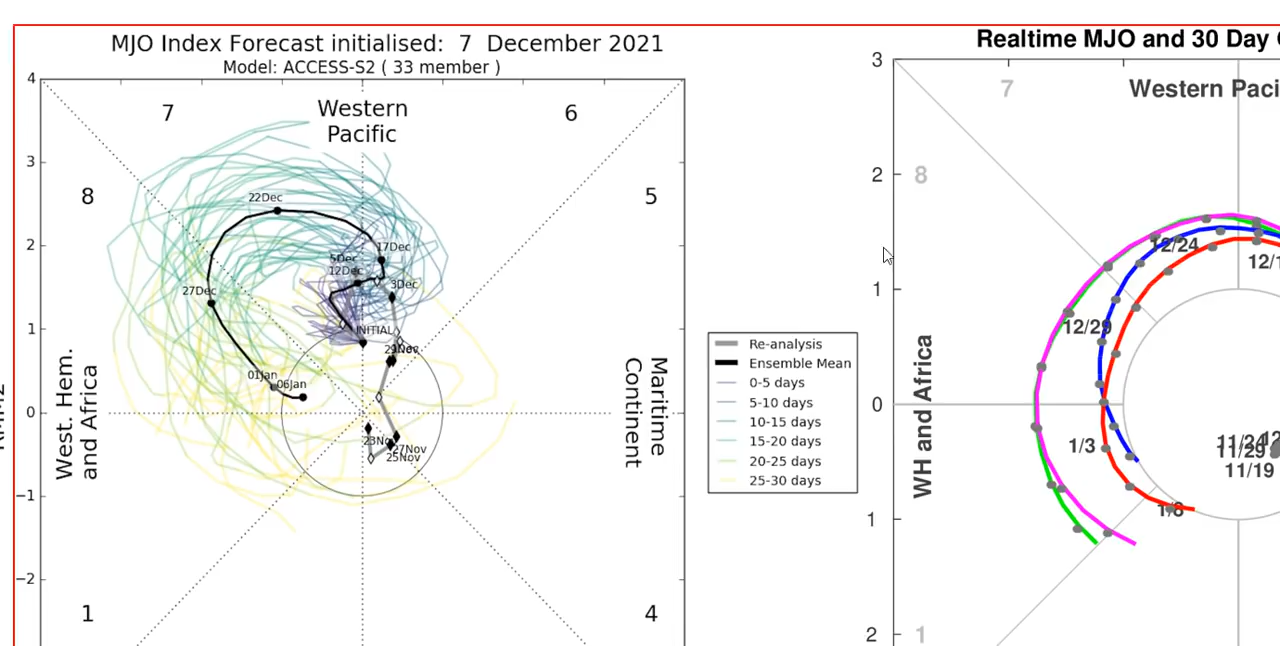 MJO Index Forecast initialised: 7 December 2021
Model: ACCESS-S2 ( 33 member )
4
3
2
1
0
−1
−2
7
Western
Pacific
6
8
5
22Dec
17Dec
5Dec
12Dec
3Dec
27Dec
INITIAL
01Jan
06Jan
27Nov
25Nov
West. Hem.
and Africa
Maritime
Continent
1
4
Re-analysis
Ensemble Mean
0-5 days
5-10 days
10-15 days
15-20 days
20-25 days
25-30 days
Realtime MJO and 30 Day
3
2
1
0
1
2
7
Western Paci
8
12/24
12/1
12/29
WH and Africa
1/3
11/24
11/29
11/19
1/8
1